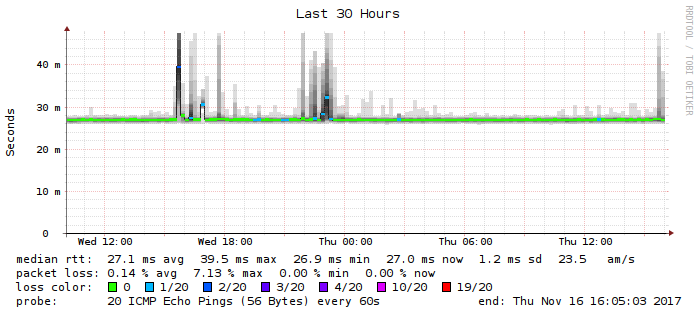 Last 30 Hours
RRDTOOL / TOBI OETIKER
Seconds
40 m
30 m
20 m
10 m
0
Wed 12:00 Wed 18:00 Thu 00:00 Thu 06:00 Thu 12:00
median rtt: 27.1 ms avg 39.5 ms max 26.9 ms min 27.0 ms now 1.2 ms sd 23.5 am/s
packet loss: 0.14 % avg 7.13 % max 0.00 % min 0.00 % now
loss color: 0 1/20 2/20 3/20 4/20 10/20 19/20
probe: 20 ICMP Echo Pings (56 Bytes) every 60s end: Thu Nov 16 16:05:03 2017